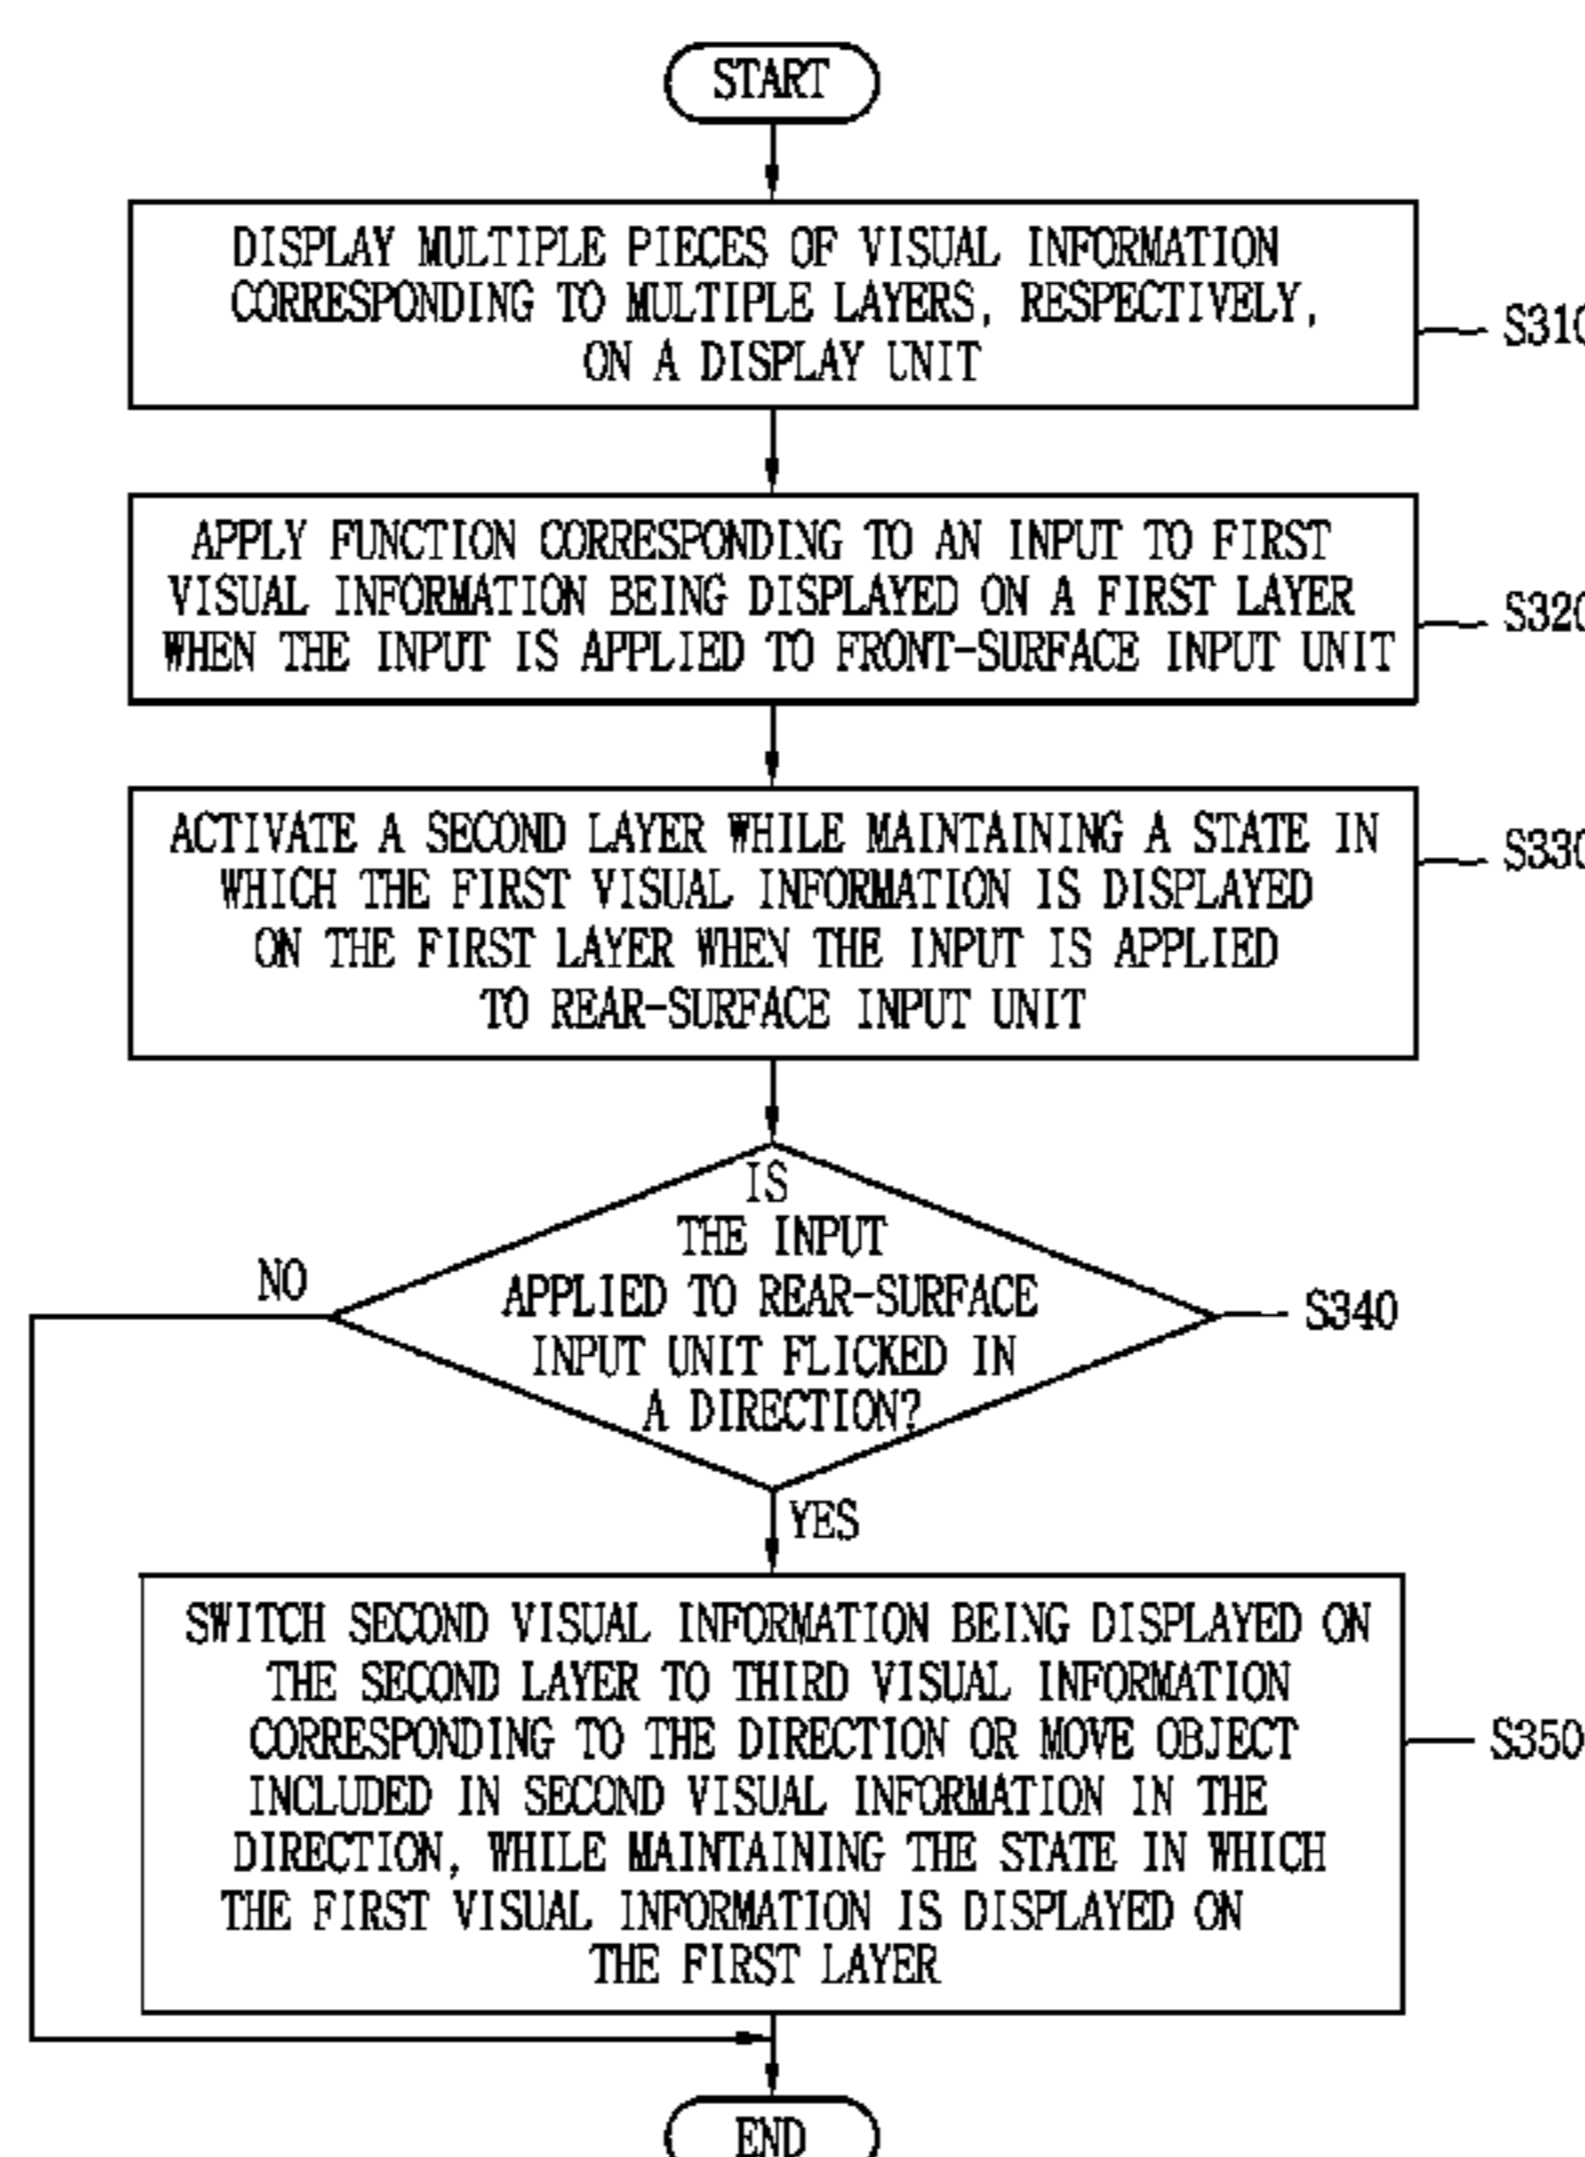 START
DISPLAY MULTIPLE PIECES OF VISUAL INFORMATION
CORRESPONDING TO MULTIPLE LAYERS, RESPECTIVELY,
ON A DISPLAY UNIT
S310
APPLY FUNCTION CORRESPONDING TO AN INPUT TO FIRST
VISUAL INFORMATION BEING DISPLAYED ON A FIRST LAYER
WHEN THE INPUT IS APPLIED TO FRONT-SURFACE INPUT UNIT
S320
ACTIVATE A SECOND LAYER WHILE MAINTAINING A STATE IN
WHICH THE FIRST VISUAL INFORMATION IS DISPLAYED
ON THE FIRST LAYER WHEN THE INPUT IS APPLIED
TO REAR-SURFACE INPUT UNIT
S330
IS
THE INPUT
APPLIED TO REAR-SURFACE
INPUT UNIT FLICKED IN
A DIRECTION?
S340
NO
YES
SWITCH SECOND VISUAL INFORMATION BEING DISPLAYED ON
THE SECOND LAYER TO THIRD VISUAL INFORMATION
CORRESPONDING TO THE DIRECTION OR MOVE OBJECT
INCLUDED IN SECOND VISUAL INFORMATION IN THE
DIRECTION, WHILE MAINTAINING THE STATE IN WHICH
THE FIRST VISUAL INFORMATION IS DISPLAYED ON
THE FIRST LAYER
S350
END